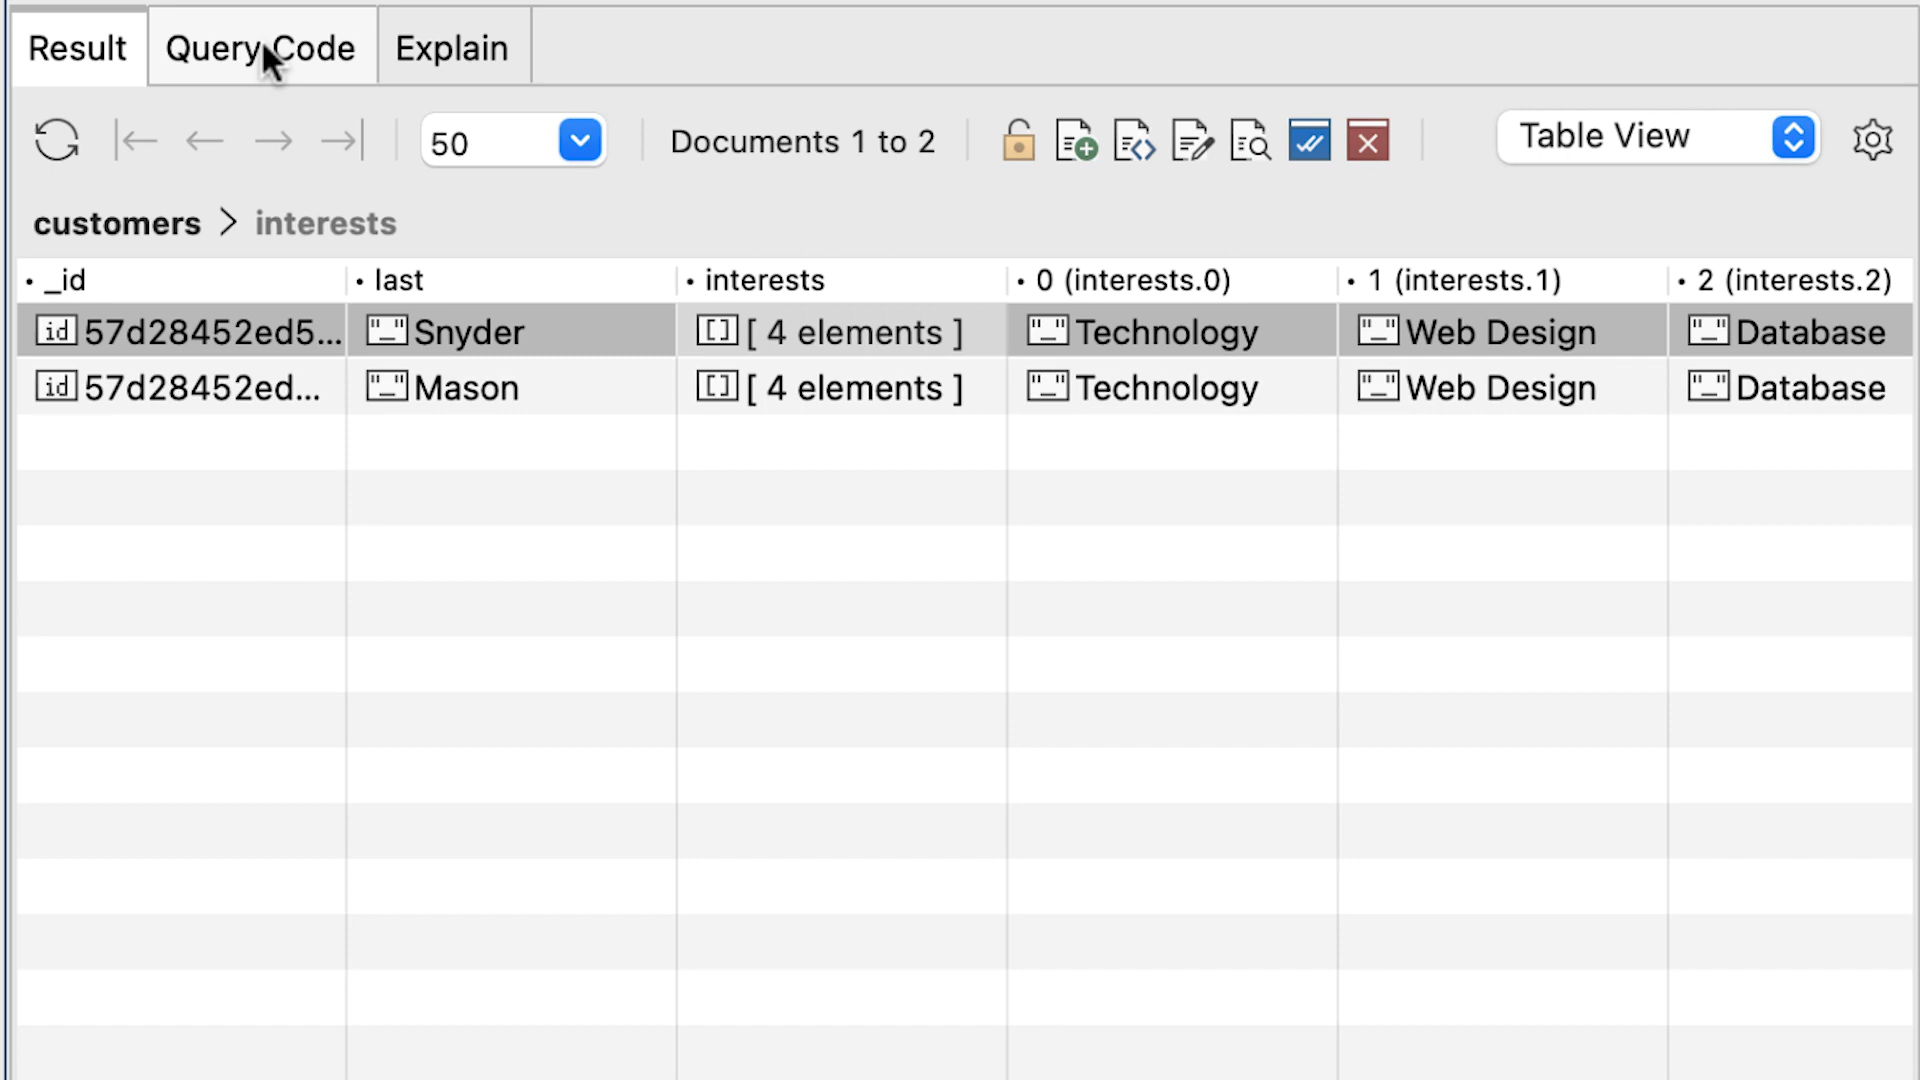 Result Query Code Explain
50 Documents 1 to 2 Table View
customers > interests
• _id • last • interests • 0 (interests.0) • 1 (interests.1) • 2 (interests.2)
id 57d28452ed5... "_" Snyder [] [ 4 elements ] "_" Technology "_" Web Design "_" Database
id 57d28452ed... "_" Mason [] [ 4 elements ] "_" Technology "_" Web Design "_" Database